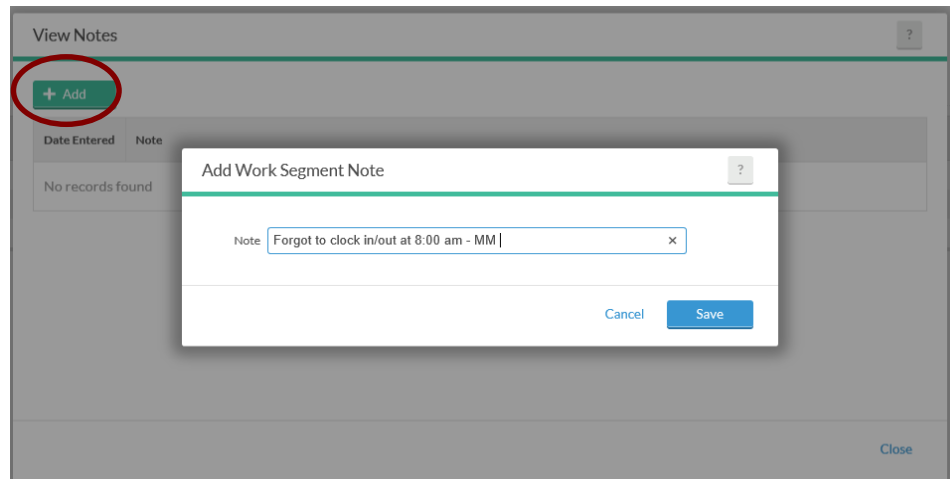 View Notes
?
+ Add
Date Entered Note
No records found
Add Work Segment Note
?
Note Forgot to clock in/out at 8:00 am - MM ×
Cancel Save
Close